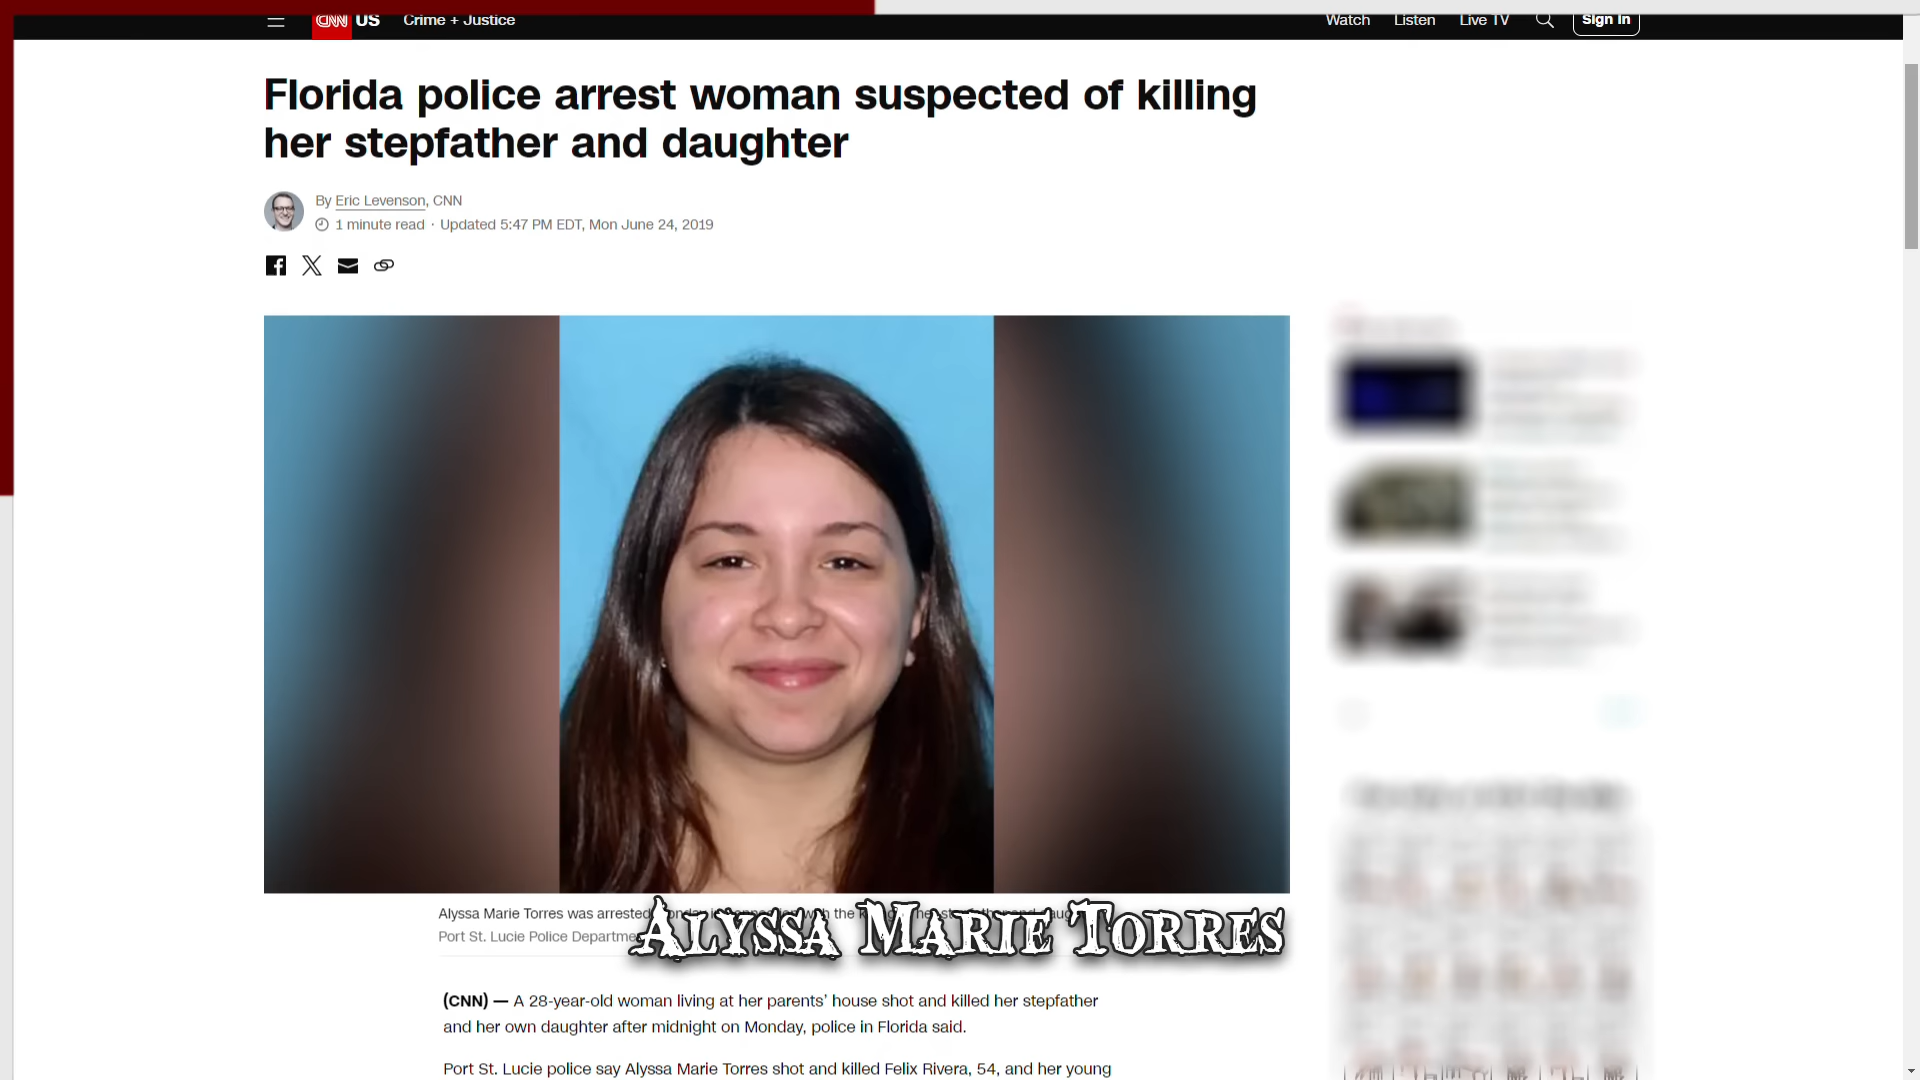 CNN US Crime + Justice Watch Listen Live TV Sign in
Florida police arrest woman suspected of killing
her stepfather and daughter
By Eric Levenson, CNN
1 minute read · Updated 5:47 PM EDT, Mon June 24, 2019
Alyssa Marie Torres was arrested
Port St. Lucie Police
Alyssa Marie Torres
(CNN) — A 28-year-old woman living at her parents' house shot and killed her stepfather
and her own daughter after midnight on Monday, police in Florida said.
Port St. Lucie police say Alyssa Marie Torres shot and killed Felix Rivera, 54, and her young